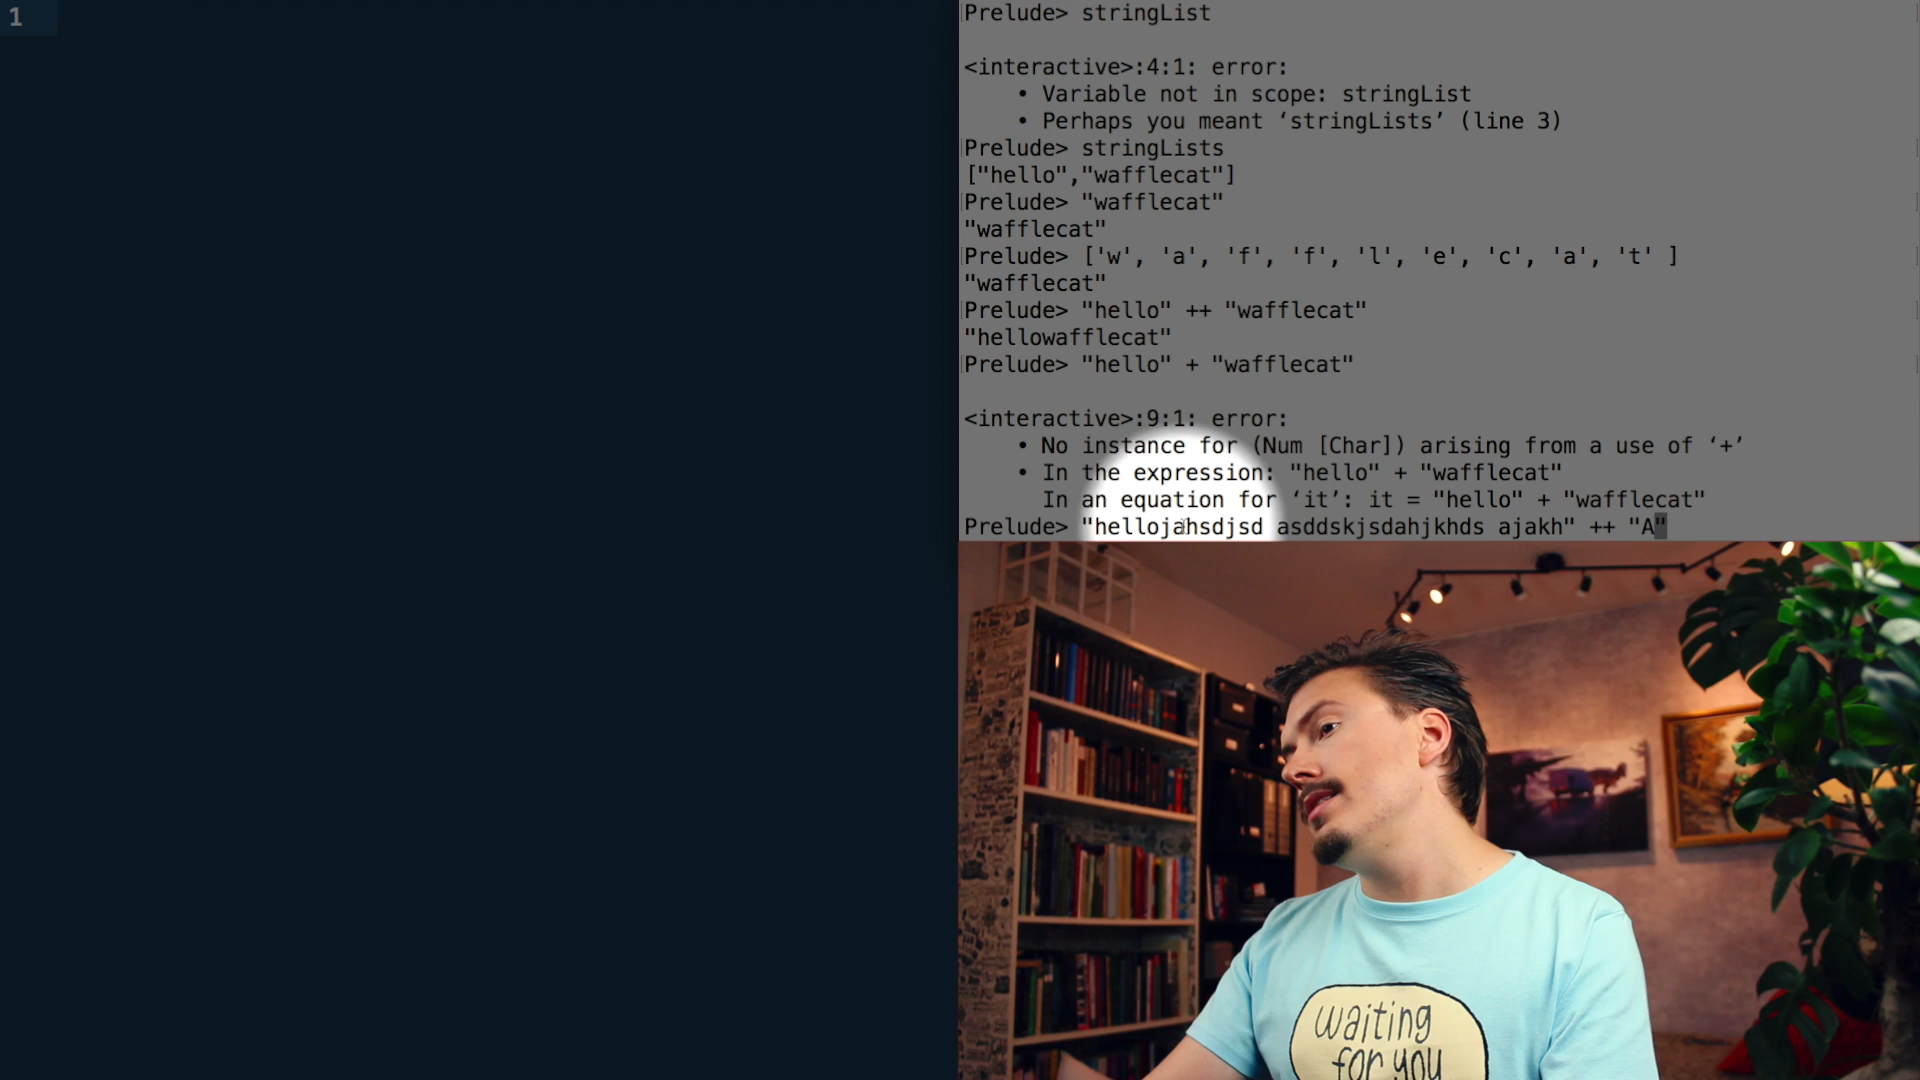 1
Prelude> stringList
<interactive>:4:1: error:
• Variable not in scope: stringList
• Perhaps you meant ‘stringLists’ (line 3)
Prelude> stringLists
["hello","wafflecat"]
Prelude> "wafflecat"
"wafflecat"
Prelude> ['w', 'a', 'f', 'f', 'l', 'e', 'c', 'a', 't' ]
"wafflecat"
Prelude> "hello" ++ "wafflecat"
"hellowafflecat"
Prelude> "hello" + "wafflecat"
<interactive>:9:1: error:
• No instance for (Num [Char]) arising from a use of ‘+’
• In the expression: "hello" + "wafflecat"
In an equation for ‘it’: it = "hello" + "wafflecat"
Prelude> "hellojahsdjsd asddskjsdahjkhds ajakh" ++ "A"
waiting
for you